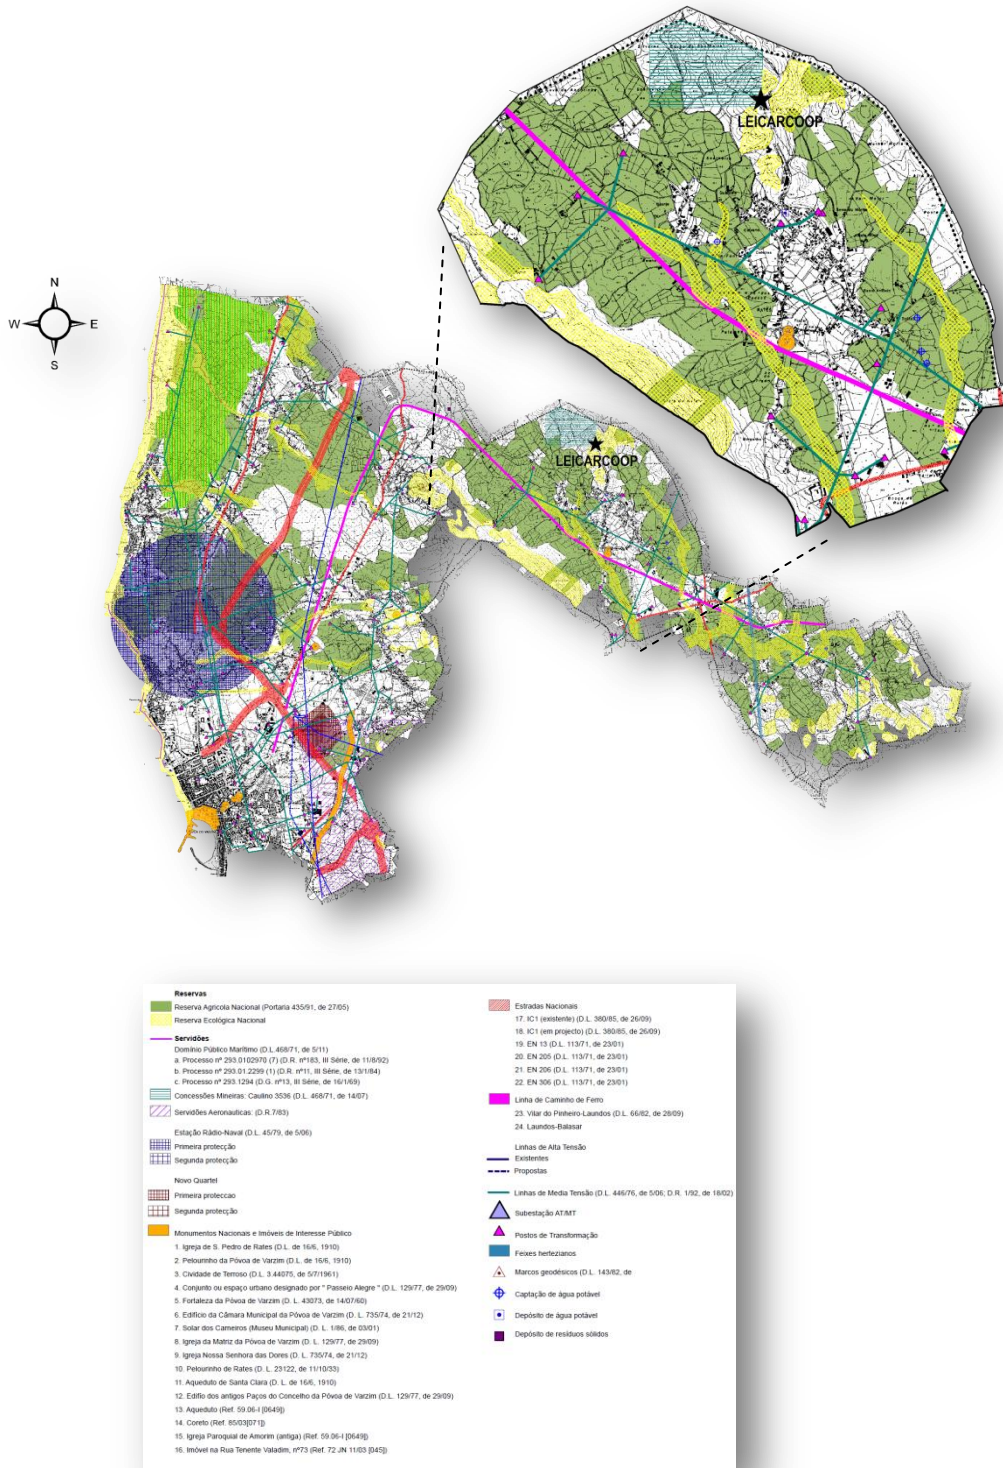 LEICARCOOP
N
W E
S
LEICARCOOP
Reservas
Reserva Agrícola Nacional (Portaria 435/91, de 27/05)
Reserva Ecológica Nacional
Servidões
Domínio Público Marítimo (D.L.468/71, de 5/11)
a. Processo nº 293.0102970 (7) (D.R. nº183, III Série, de 11/8/92)
b. Processo nº 293.01.2299 (1) (D.R. nº11, III Série, de 13/1/84)
c. Processo nº 293.1294 (D.G. nº13, III Série, de 16/1/69)
Concessões Mineiras: Caulino 3536 (D.L. 468/71, de 14/07)
Servidões Aeronauticas: (D.R.7/83)
Estação Rádio-Naval (D.L. 45/79, de 5/06)
Primeira protecção
Segunda protecção
Novo Quartel
Primeira proteccao
Segunda protecção
Monumentos Nacionais e Imóveis de Interesse Público
1. Igreja de S. Pedro de Rates (D.L. de 16/6, 1910)
2. Pelourinho da Póvoa de Varzim (D.L. de 16/6, 1910)
3. Cividade de Terroso (D.L. 3.44075, de 5/7/1961)
4. Conjunto ou espaço urbano designado por " Passeio Alegre " (D.L. 129/77, de 29/09)
5. Fortaleza da Póvoa de Varzim (D. L. 43073, de 14/07/60)
6. Edifício da Câmara Municipal da Póvoa de Varzim (D. L. 735/74, de 21/12)
7. Solar dos Carneiros (Museu Municipal) (D. L. 1/86, de 03/01)
8. Igreja da Matriz da Póvoa de Varzim (D. L. 129/77, de 29/09)
9. Igreja Nossa Senhora das Dores (D. L. 735/74, de 21/12)
10. Pelourinho de Rates (D. L. 23122, de 11/10/33)
11. Aqueduto de Santa Clara (D. L. de 16/6, 1910)
12. Edifío dos antigos Paços do Concelho da Póvoa de Varzim (D.L. 129/77, de 29/09)
13. Aqueduto (Ref. 59.06-I [0649])
14. Coreto (Ref. 85/03[071])
15. Igreja Paroquial de Amorim (antiga) (Ref. 59.06-I [0649])
16. Imóvel na Rua Tenente Valadim, nº73 (Ref. 72 JN 11/03 [045])
Estradas Nacionais
17. IC1 (existente) (D.L. 380/85, de 26/09)
18. IC1 (em projecto) (D.L. 380/85, de 26/09)
19. EN 13 (D.L. 113/71, de 23/01)
20. EN 205 (D.L. 113/71, de 23/01)
21. EN 206 (D.L. 113/71, de 23/01)
22. EN 306 (D.L. 113/71, de 23/01)
Linha de Caminho de Ferro
23. Vilar do Pinheiro-Laundos (D.L. 66/82, de 28/09)
24. Laundos-Balasar
Linhas de Alta Tensão
Existentes
Propostas
Linhas de Media Tensão (D.L. 446/76, de 5/06; D.R. 1/92, de 18/02)
Subestação AT/MT
Postos de Transformação
Feixes hertezianos
Marcos geodésicos (D.L. 143/82, de
Captação de água potável
Depósito de água potável
Depósito de resíduos sólidos